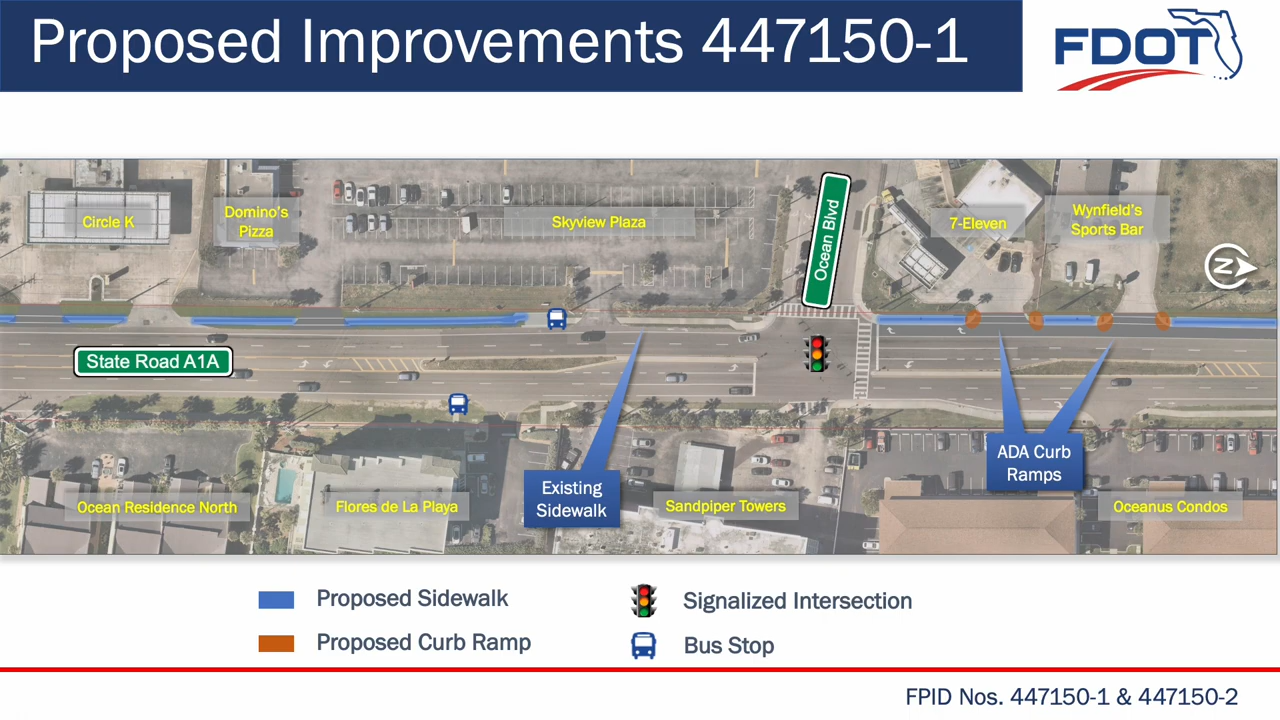 Proposed Improvements 447150-1
FDOT
Circle K
Domino's
Pizza
Skyview Plaza
Ocean Blvd
7-Eleven
Wynfield's
Sports Bar
N
State Road A1A
ADA Curb
Ramps
Existing
Sidewalk
Ocean Residence North
Flores de La Playa
Sandpiper Towers
Oceanus Condos
Proposed Sidewalk
Signalized Intersection
Proposed Curb Ramp
Bus Stop
FPID Nos. 447150-1 & 447150-2